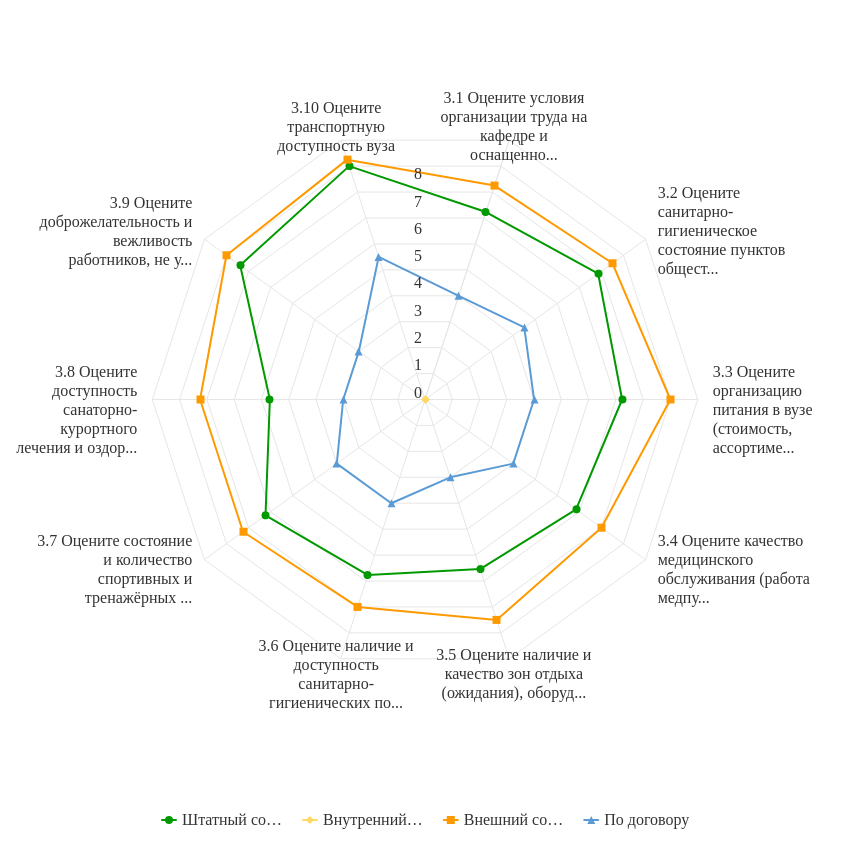 3.10 Оцените
транспортную
доступность вуза
3.1 Оцените условия
организации труда на
кафедре и
оснащенно...
3.2 Оцените
санитарно-
гигиеническое
состояние пунктов
общест...
3.3 Оцените
организацию
питания в вузе
(стоимость,
ассортиме...
3.4 Оцените качество
медицинского
обслуживания (работа
медпу...
3.5 Оцените наличие и
качество зон отдыха
(ожидания), оборуд...
3.6 Оцените наличие и
доступность
санитарно-
гигиенических по...
3.7 Оцените состояние
и количество
спортивных и
тренажёрных ...
3.8 Оцените
доступность
санаторно-
курортного
лечения и оздор...
3.9 Оцените
доброжелательность и
вежливость
работников, не у...
8
7
6
5
4
3
2
1
0
Штатный со… Внутренний… Внешний со… По договору